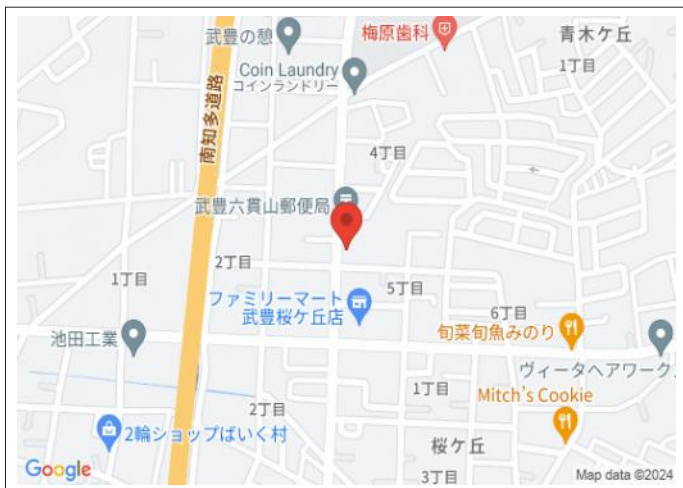 武豊の憩
梅原歯科
青木ケ丘
1丁目
Coin Laundry
コインランドリー
南知多道路
4丁目
武豊六貫山郵便局
2丁目
1丁目
5丁目
ファミリーマート
武豊桜ケ丘店
6丁目
旬菜旬魚みのり
池田工業
ヴィータヘアワークス
1丁目
Mitch's Cookie
2丁目
2輪ショップばいく村
桜ケ丘
3丁目
Google
Map data ©2024